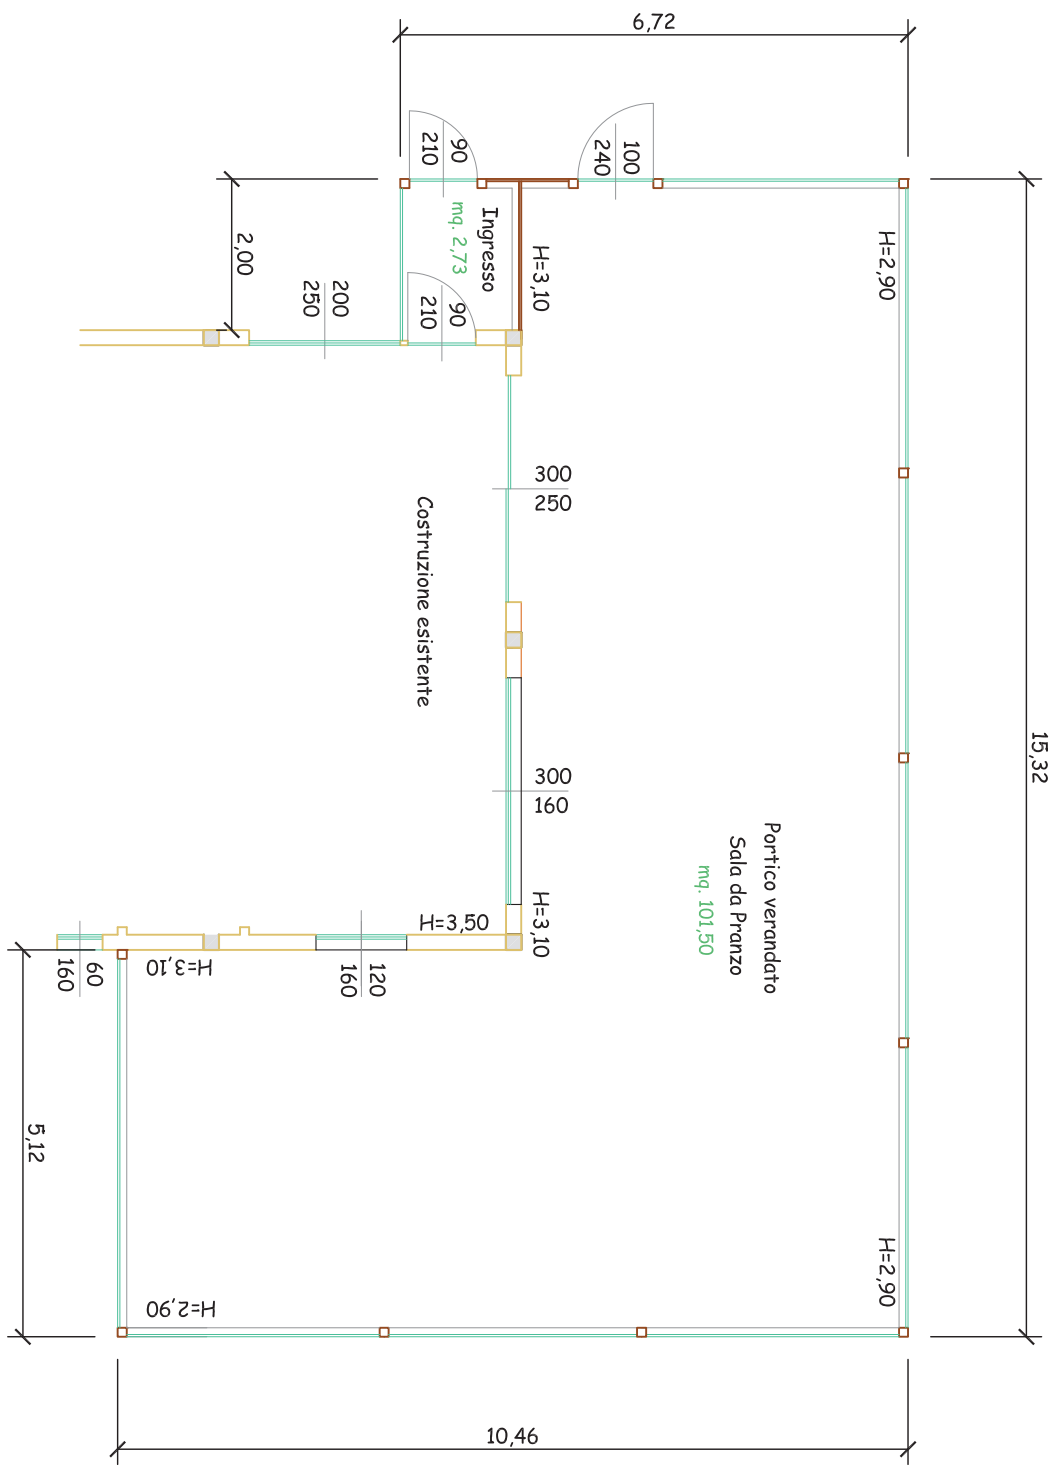 6,72
90
210
100
240
Ingresso
mq. 2,73
H=3,10
H=2,90
2,00
200
250
90
210
300
250
Costruzione esistente
15,32
300
160
Portico verandato
Sala da Pranzo
mq. 101,50
H=3,50
H=3,10
H=3,10
60
160
120
160
5,12
H=2,90
H=2,90
10,46